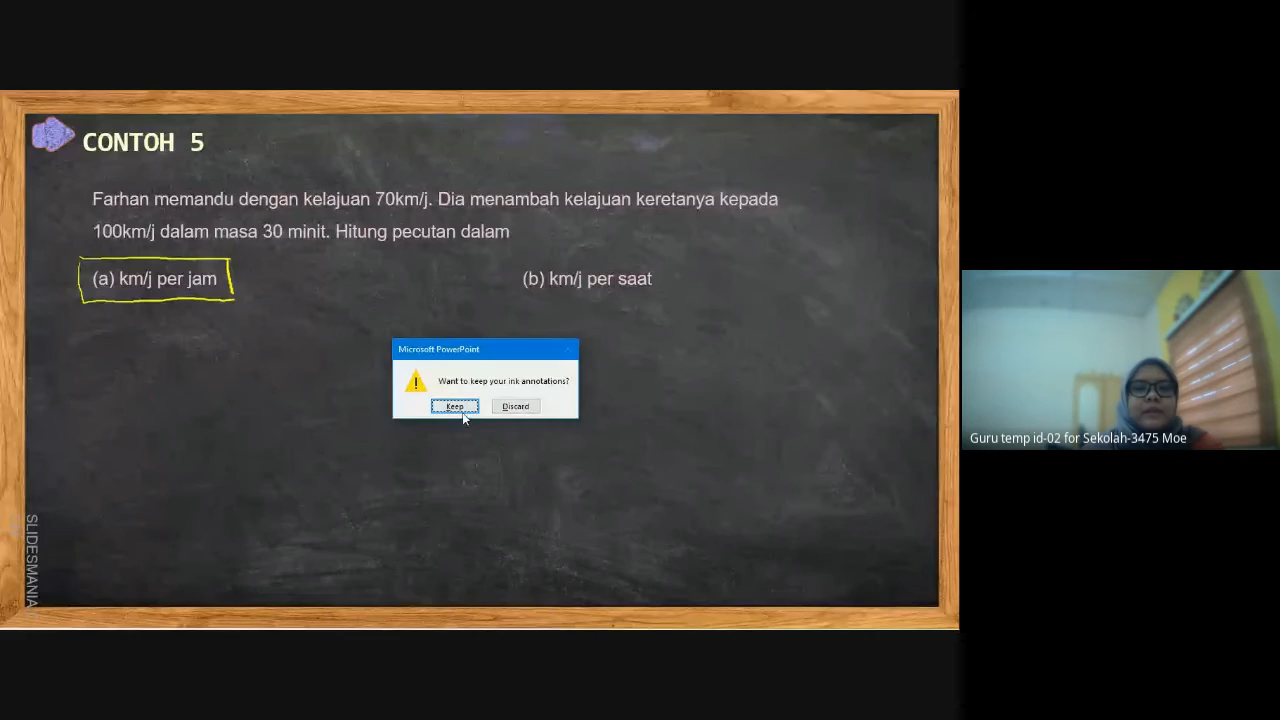 CONTOH 5
Farhan memandu dengan kelajuan 70km/j. Dia menambah kelajuan keretanya kepada
100km/j dalam masa 30 minit. Hitung pecutan dalam
(a) km/j per jam
(b) km/j per saat
Microsoft PowerPoint
Want to keep your ink annotations?
Keep
Discard
SLIDESMANIA
Guru temp id-02 for Sekolah-3475 Moe